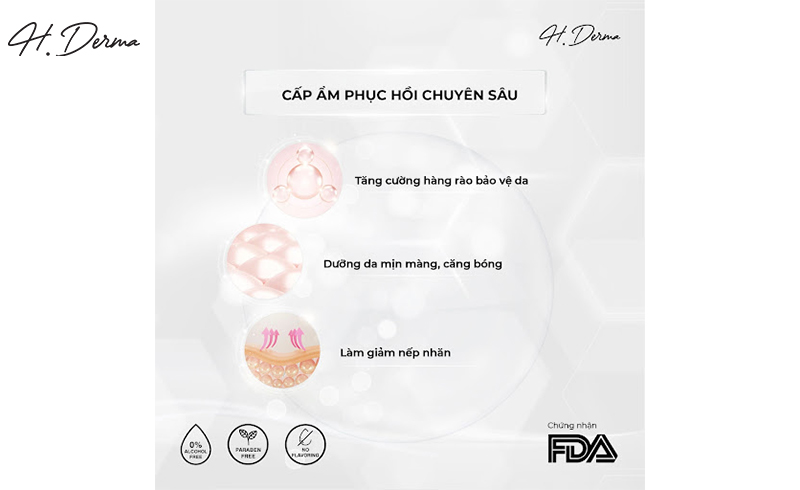 H. Derma
H. Derma
CẤP ẨM PHỤC HỒI CHUYÊN SÂU
Tăng cường hàng rào bảo vệ da
Dưỡng da mịn màng, căng bóng
Làm giảm nếp nhăn
0%
ALCOHOL
FREE
PARABEN
FREE
NO
FLAVORING
Chứng nhận
FDA